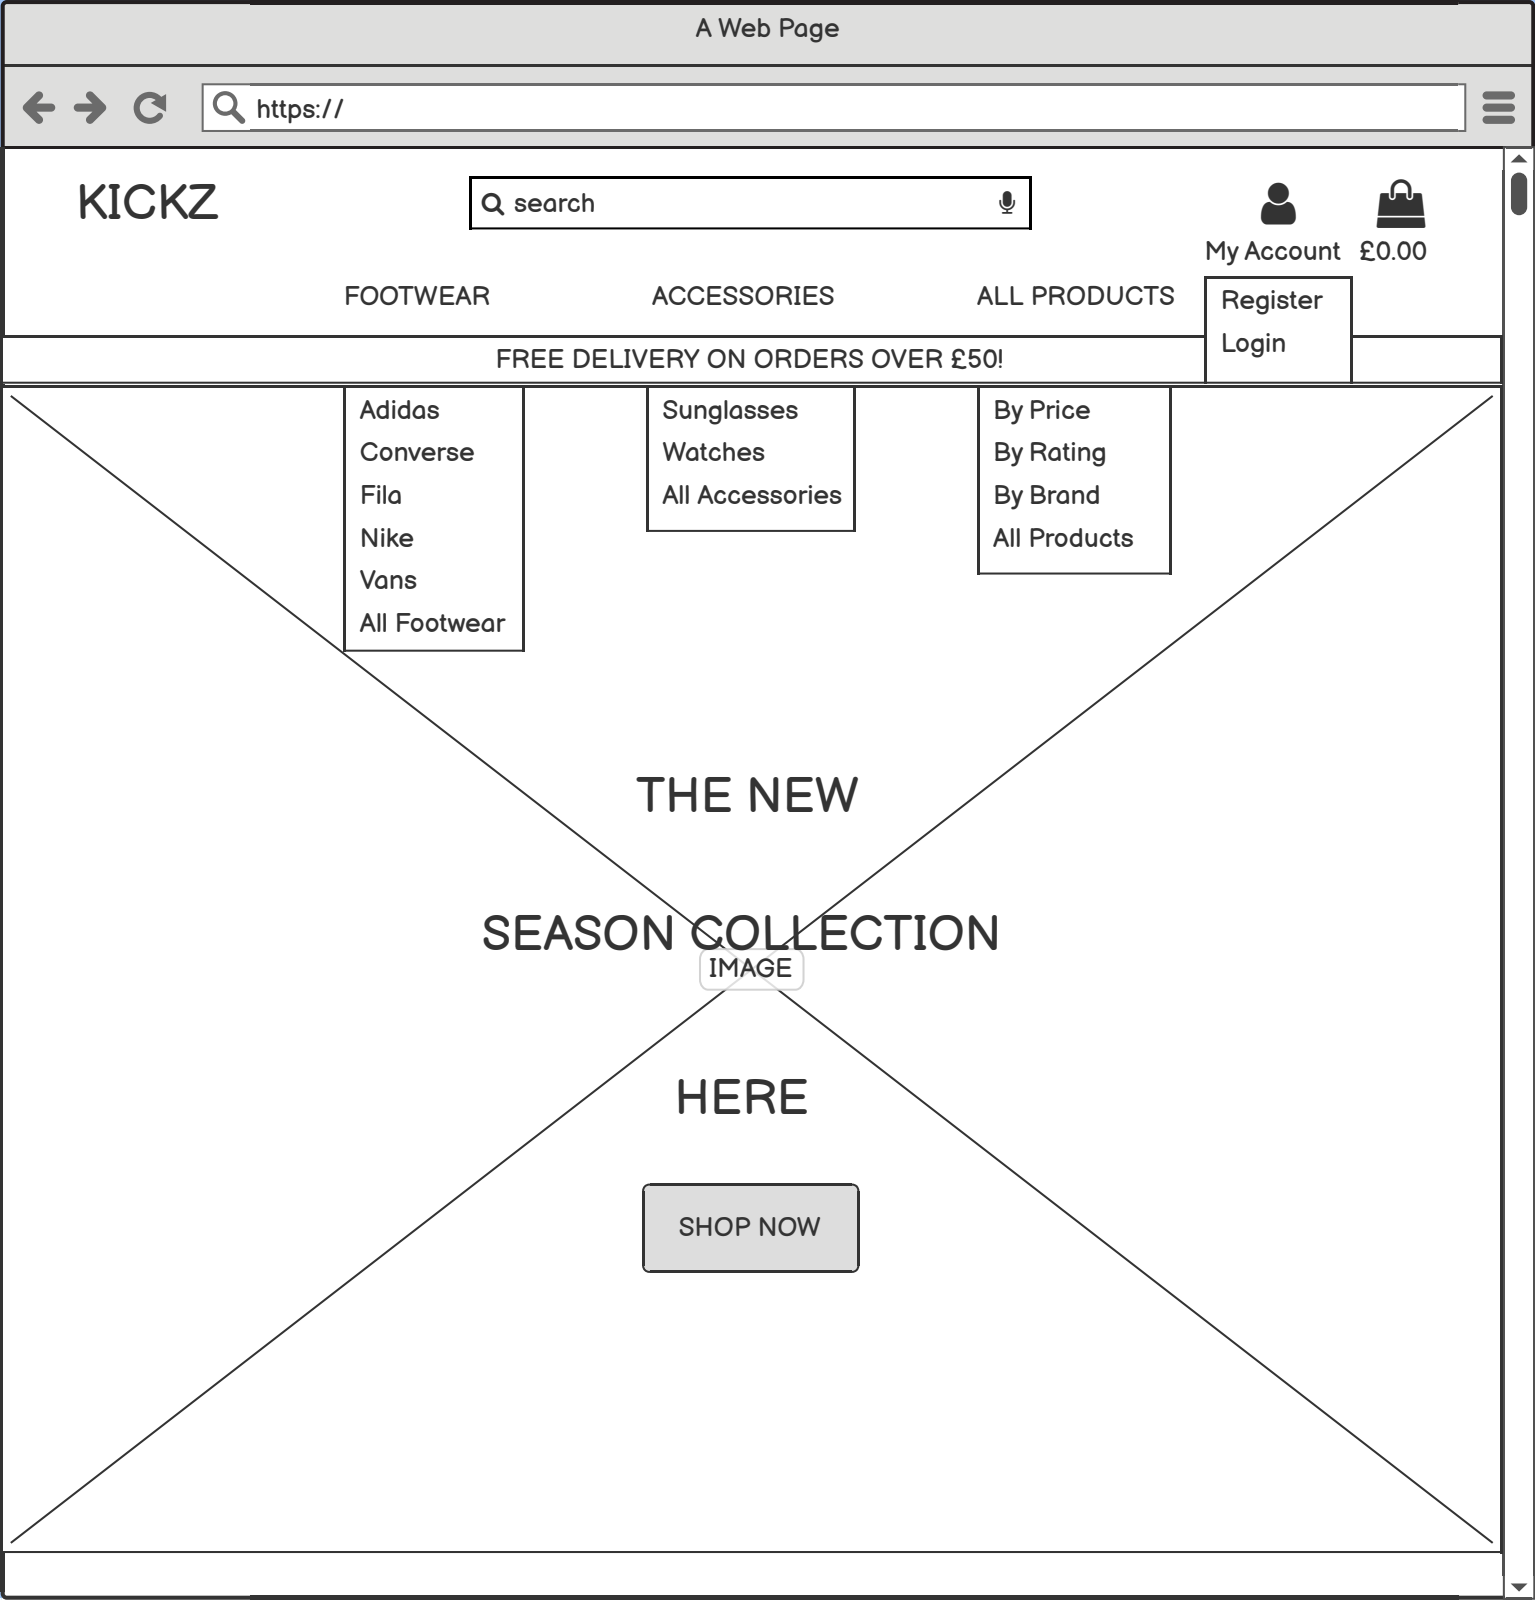 A Web Page
https://
KICKZ
search
My Account
£0.00
FOOTWEAR
ACCESSORIES
ALL PRODUCTS
Register
Login
FREE DELIVERY ON ORDERS OVER £50!
Adidas
Converse
Fila
Nike
Vans
All Footwear
Sunglasses
Watches
All Accessories
By Price
By Rating
By Brand
All Products
THE NEW
SEASON COLLECTION
IMAGE
HERE
SHOP NOW